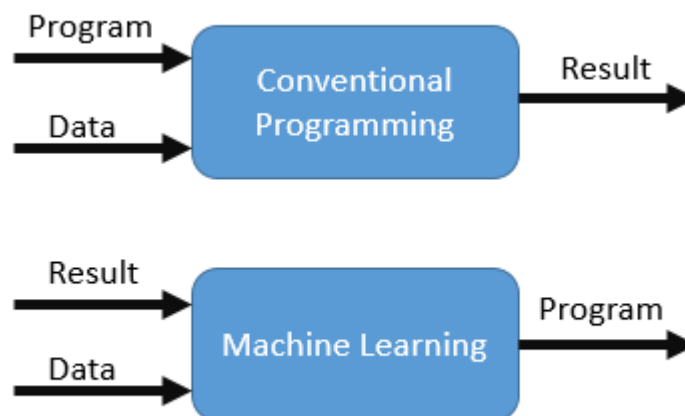 Program
Data
Conventional
Programming
Result
Result
Data
Machine Learning
Program